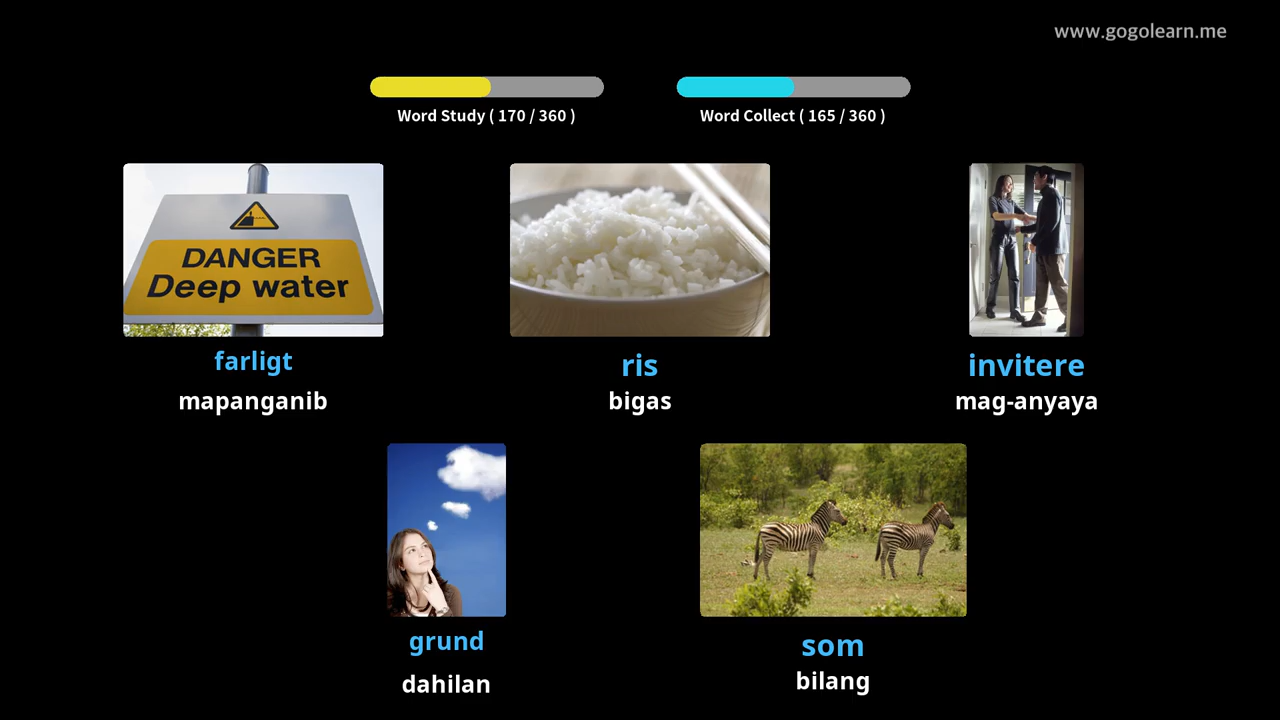 www.gogolearn.me
Word Study ( 170 / 360 )
Word Collect ( 165 / 360 )
DANGER
Deep water
farligt
mapanganib
ris
bigas
invitere
mag-anyaya
grund
dahilan
som
bilang